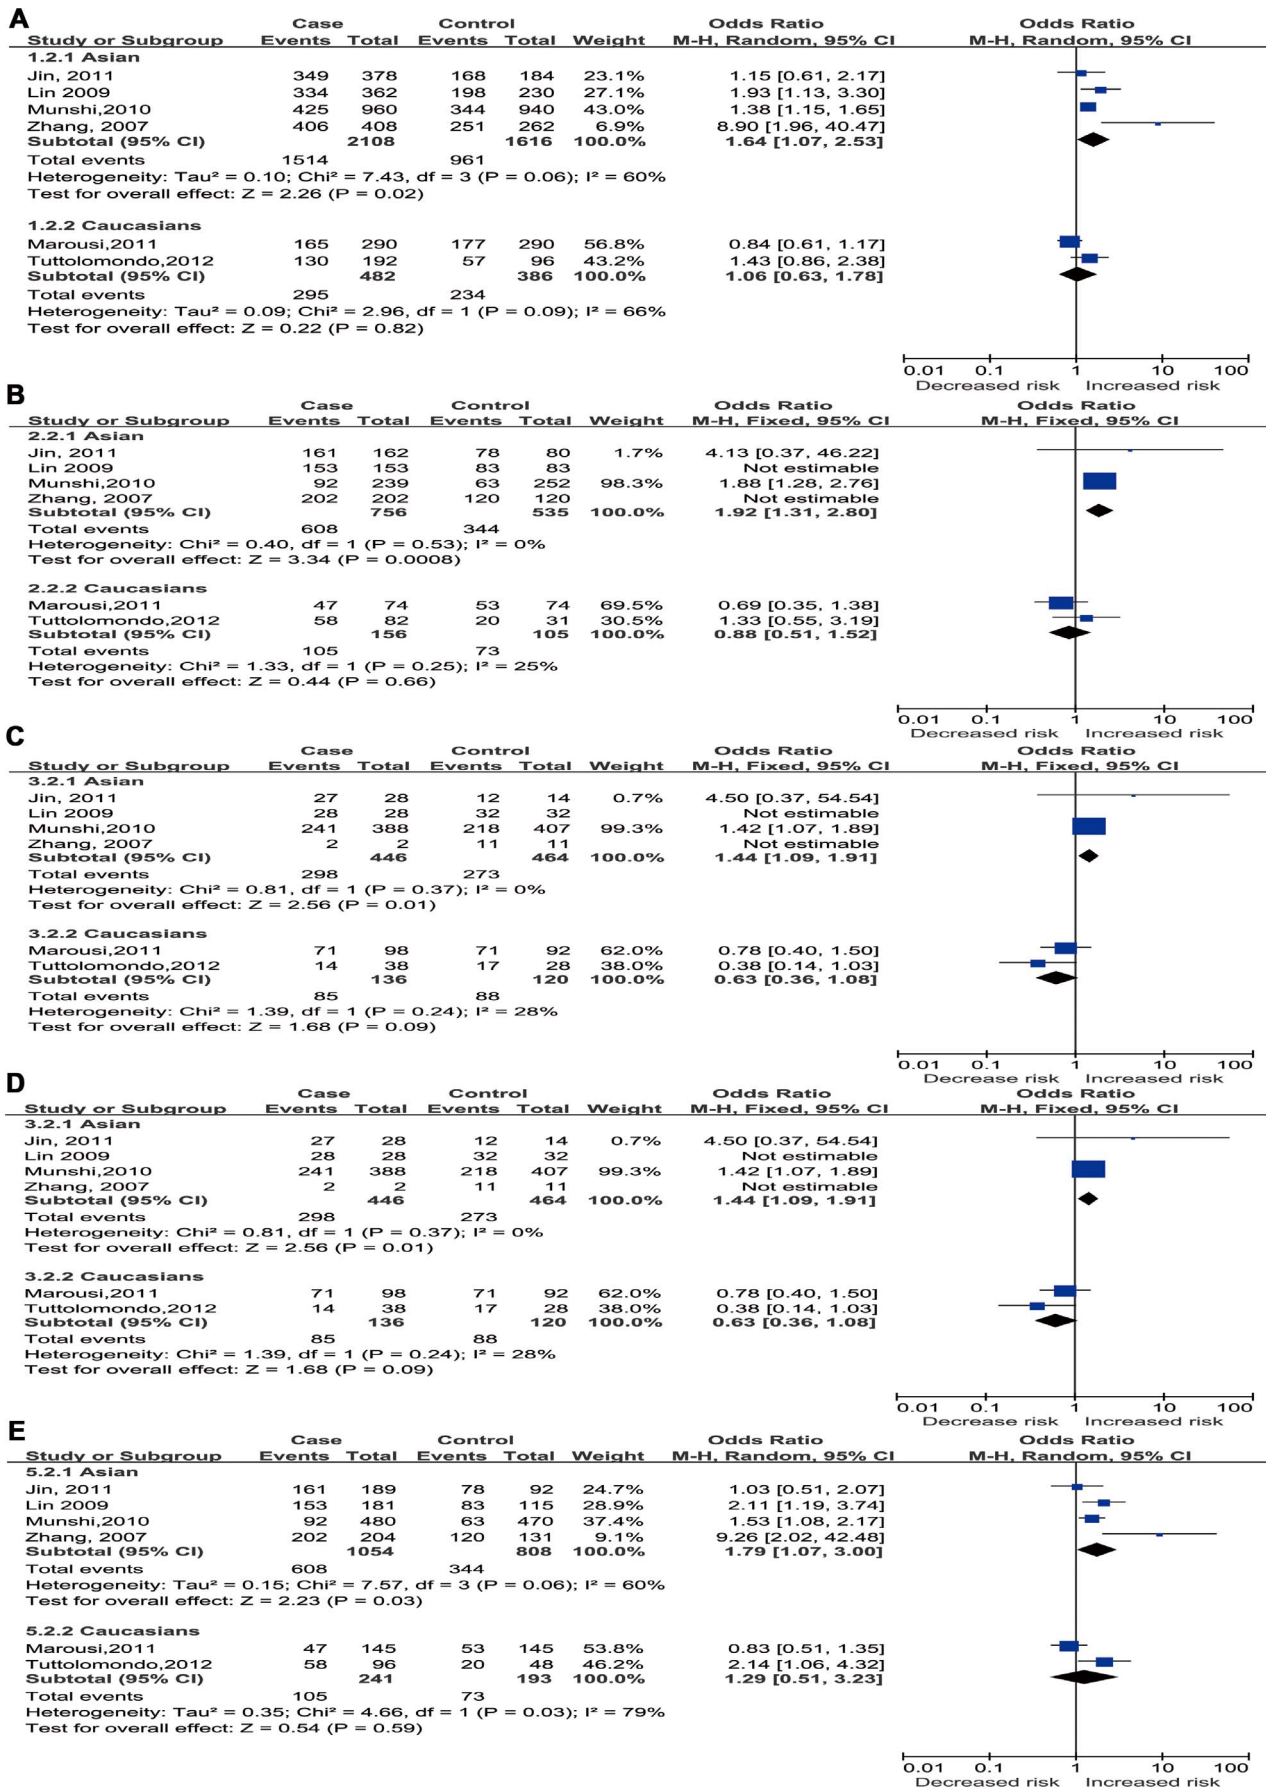 A
Case Control Odds Ratio Odds Ratio
Study or Subgroup Events Total Events Total Weight M-H, Random, 95% CI M-H, Random, 95% CI
1.2.1 Asian
Jin, 2011 349 378 168 184 23.1% 1.15 [0.61, 2.17]
Lin 2009 334 362 198 230 27.1% 1.93 [1.13, 3.30]
Munshi,2010 425 960 344 940 43.0% 1.38 [1.15, 1.65]
Zhang, 2007 406 408 251 262 6.9% 8.90 [1.96, 40.47]
Subtotal (95% CI) 2108 1616 100.0% 1.64 [1.07, 2.53]
Total events 1514 961
Heterogeneity: Tau² = 0.10; Chi² = 7.43, df = 3 (P = 0.06); I² = 60%
Test for overall effect: Z = 2.26 (P = 0.02)
1.2.2 Caucasians
Marousi,2011 165 290 177 290 56.8% 0.84 [0.61, 1.17]
Tuttolomondo,2012 130 192 57 96 43.2% 1.43 [0.86, 2.38]
Subtotal (95% CI) 482 386 100.0% 1.06 [0.63, 1.78]
Total events 295 234
Heterogeneity: Tau² = 0.09; Chi² = 2.96, df = 1 (P = 0.09); I² = 66%
Test for overall effect: Z = 0.22 (P = 0.82)
0.01 0.1 1 10 100
Decreased risk Increased risk
B
Case Control Odds Ratio Odds Ratio
Study or Subgroup Events Total Events Total Weight M-H, Fixed, 95% CI M-H, Fixed, 95% CI
2.2.1 Asian
Jin, 2011 161 162 78 80 1.7% 4.13 [0.37, 46.22]
Lin 2009 153 153 83 83 Not estimable
Munshi,2010 92 239 63 252 98.3% 1.88 [1.28, 2.76]
Zhang, 2007 202 202 120 120 Not estimable
Subtotal (95% CI) 756 535 100.0% 1.92 [1.31, 2.80]
Total events 608 344
Heterogeneity: Chi² = 0.40, df = 1 (P = 0.53); I² = 0%
Test for overall effect: Z = 3.34 (P = 0.0008)
2.2.2 Caucasians
Marousi,2011 47 74 53 74 69.5% 0.69 [0.35, 1.38]
Tuttolomondo,2012 58 82 20 31 30.5% 1.33 [0.55, 3.19]
Subtotal (95% CI) 156 105 100.0% 0.88 [0.51, 1.52]
Total events 105 73
Heterogeneity: Chi² = 1.33, df = 1 (P = 0.25); I² = 25%
Test for overall effect: Z = 0.44 (P = 0.66)
0.01 0.1 1 10 100
Decreased risk Increased risk
C
Case Control Odds Ratio Odds Ratio
Study or Subgroup Events Total Events Total Weight M-H, Fixed, 95% CI M-H, Fixed, 95% CI
3.2.1 Asian
Jin, 2011 27 28 12 14 0.7% 4.50 [0.37, 54.54]
Lin 2009 28 28 32 32 Not estimable
Munshi,2010 241 388 218 407 99.3% 1.42 [1.07, 1.89]
Zhang, 2007 2 2 11 11 Not estimable
Subtotal (95% CI) 446 464 100.0% 1.44 [1.09, 1.91]
Total events 298 273
Heterogeneity: Chi² = 0.81, df = 1 (P = 0.37); I² = 0%
Test for overall effect: Z = 2.56 (P = 0.01)
3.2.2 Caucasians
Marousi,2011 71 98 71 92 62.0% 0.78 [0.40, 1.50]
Tuttolomondo,2012 14 38 17 28 38.0% 0.38 [0.14, 1.03]
Subtotal (95% CI) 136 120 100.0% 0.63 [0.36, 1.08]
Total events 85 88
Heterogeneity: Chi² = 1.39, df = 1 (P = 0.24); I² = 28%
Test for overall effect: Z = 1.68 (P = 0.09)
0.01 0.1 1 10 100
Decrease risk Increased risk
D
Case Control Odds Ratio Odds Ratio
Study or Subgroup Events Total Events Total Weight M-H, Fixed, 95% CI M-H, Fixed, 95% CI
3.2.1 Asian
Jin, 2011 27 28 12 14 0.7% 4.50 [0.37, 54.54]
Lin 2009 28 28 32 32 Not estimable
Munshi,2010 241 388 218 407 99.3% 1.42 [1.07, 1.89]
Zhang, 2007 2 2 11 11 Not estimable
Subtotal (95% CI) 446 464 100.0% 1.44 [1.09, 1.91]
Total events 298 273
Heterogeneity: Chi² = 0.81, df = 1 (P = 0.37); I² = 0%
Test for overall effect: Z = 2.56 (P = 0.01)
3.2.2 Caucasians
Marousi,2011 71 98 71 92 62.0% 0.78 [0.40, 1.50]
Tuttolomondo,2012 14 38 17 28 38.0% 0.38 [0.14, 1.03]
Subtotal (95% CI) 136 120 100.0% 0.63 [0.36, 1.08]
Total events 85 88
Heterogeneity: Chi² = 1.39, df = 1 (P = 0.24); I² = 28%
Test for overall effect: Z = 1.68 (P = 0.09)
0.01 0.1 1 10 100
Decrease risk Increased risk
E
Case Control Odds Ratio Odds Ratio
Study or Subgroup Events Total Events Total Weight M-H, Random, 95% CI M-H, Random, 95% CI
5.2.1 Asian
Jin, 2011 161 189 78 92 24.7% 1.03 [0.51, 2.07]
Lin 2009 153 181 83 115 28.9% 2.11 [1.19, 3.74]
Munshi,2010 92 480 63 470 37.4% 1.53 [1.08, 2.17]
Zhang, 2007 202 204 120 131 9.1% 9.26 [2.02, 42.48]
Subtotal (95% CI) 1054 808 100.0% 1.79 [1.07, 3.00]
Total events 608 344
Heterogeneity: Tau² = 0.15; Chi² = 7.57, df = 3 (P = 0.06); I² = 60%
Test for overall effect: Z = 2.23 (P = 0.03)
5.2.2 Caucasians
Marousi,2011 47 145 53 145 53.8% 0.83 [0.51, 1.35]
Tuttolomondo,2012 58 96 20 48 46.2% 2.14 [1.06, 4.32]
Subtotal (95% CI) 241 193 100.0% 1.29 [0.51, 3.23]
Total events 105 73
Heterogeneity: Tau² = 0.35; Chi² = 4.66, df = 1 (P = 0.03); I² = 79%
Test for overall effect: Z = 0.54 (P = 0.59)
0.01 0.1 1 10 100
Decreased risk Increased risk